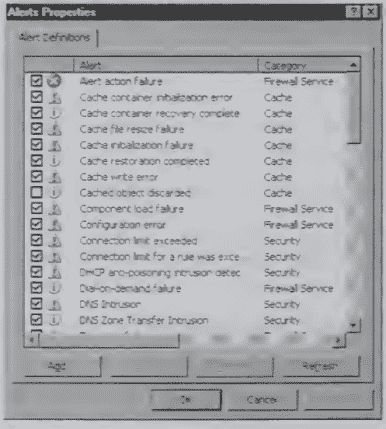 Alerts Properties
Alert Definitions
Alert Category
Alert action failure Firewall Service
Cache container initialization error Cache
Cache container recovery complete Cache
Cache file resize failure Cache
Cache initialization failure Cache
Cache restoration completed Cache
Cache write error Cache
Cached object discarded Cache
Component load failure Firewall Service
Configuration error Firewall Service
Connection limit exceeded Security
Connection limit for a rule was exce Security
DHCP anti-poisoning intrusion detec Security
Dial-on-demand failure Firewall Service
DNS Intrusion Security
DNS Zone Transfer Intrusion Security
Add Refresh
OK Cancel